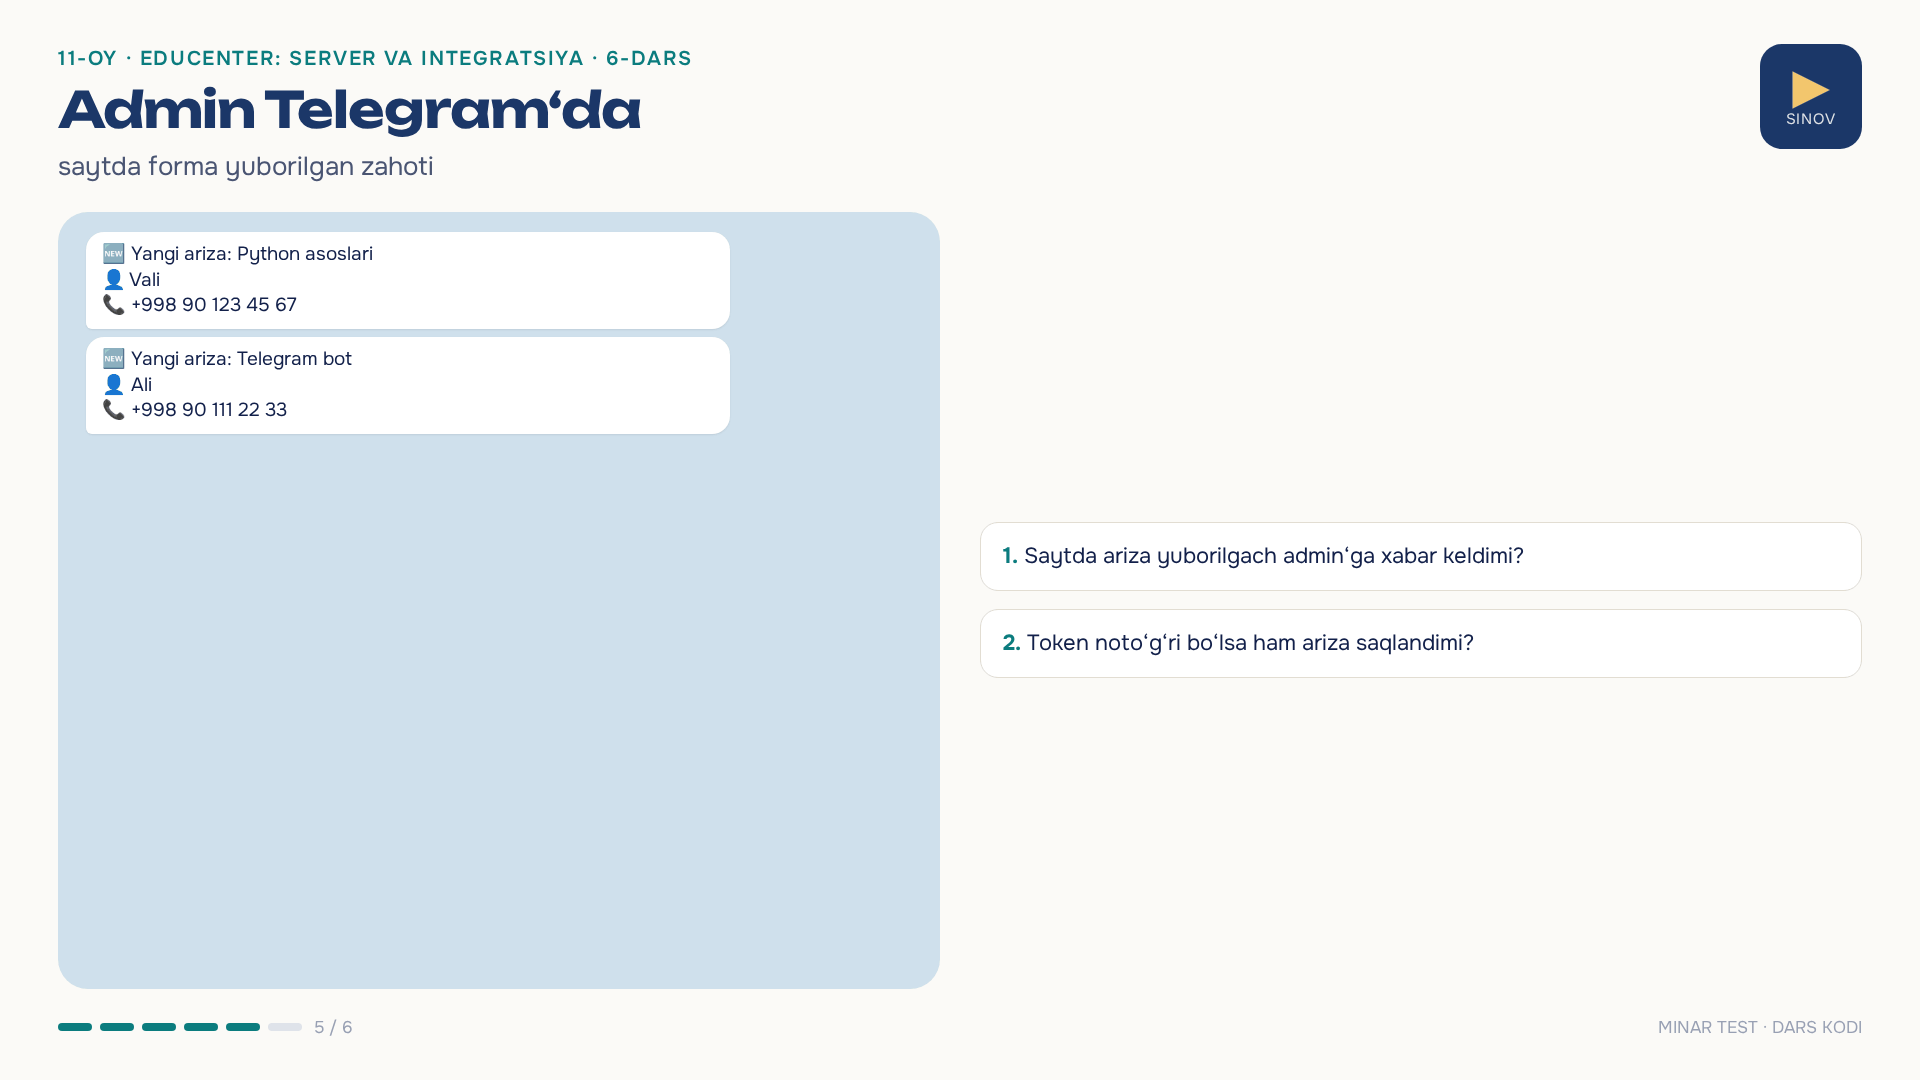 11-OY · EDUCENTER: SERVER VA INTEGRATSIYA · 6-DARS
Admin Telegram‘da
saytda forma yuborilgan zahoti
SINOV
🆕 Yangi ariza: Python asoslari
👤 Vali
📞 +998 90 123 45 67
🆕 Yangi ariza: Telegram bot
👤 Ali
📞 +998 90 111 22 33
1. Saytda ariza yuborilgach admin‘ga xabar keldimi?
2. Token noto‘g‘ri bo‘lsa ham ariza saqlandimi?
5 / 6
MINAR TEST · DARS KODI